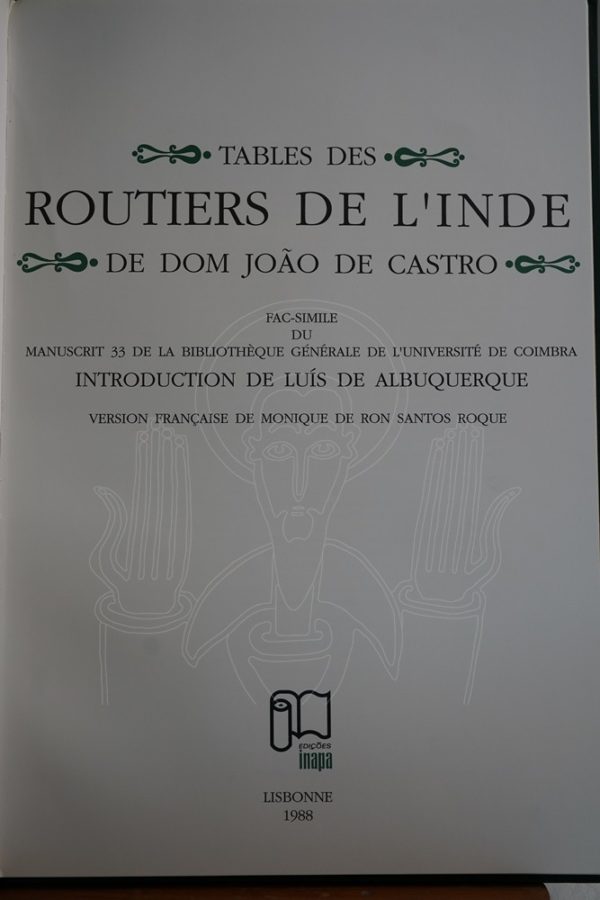 TABLES DES
ROUTIERS DE L'INDE
DE DOM JOÃO DE CASTRO
FAC-SIMILE
DU
MANUSCRIT 33 DE LA BIBLIOTHÈQUE GÉNÉRALE DE L'UNIVERSITÉ DE COIMBRA
INTRODUCTION DE LUÍS DE ALBUQUERQUE
VERSION FRANÇAISE DE MONIQUE DE RON SANTOS ROQUE
EDIÇÕES
inapa
LISBONNE
1988